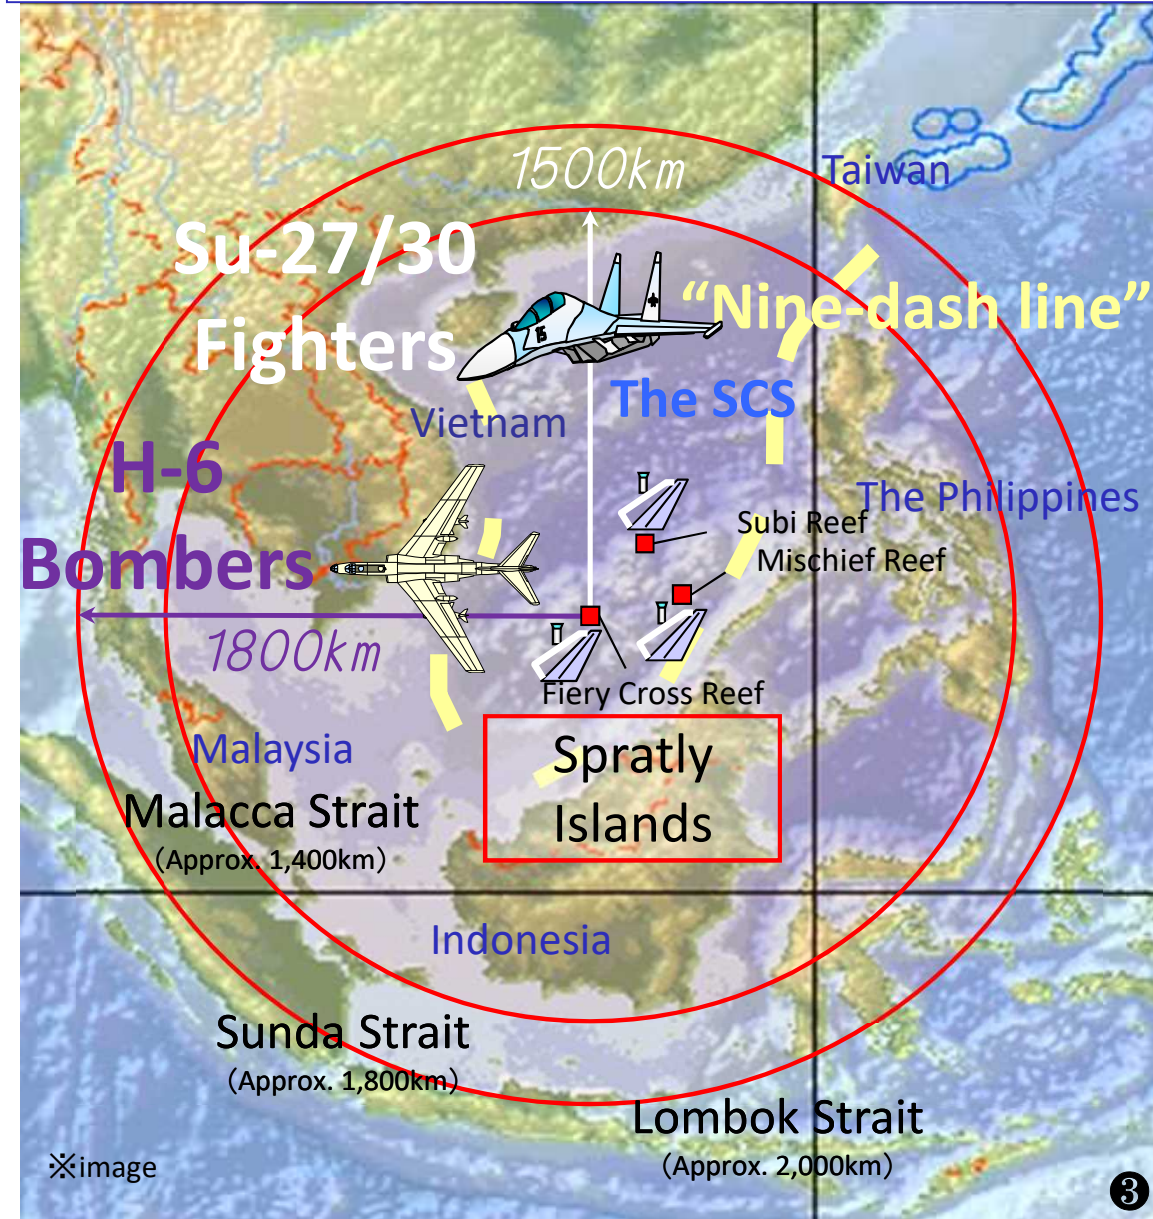 1500km
Taiwan
Su-27/30
Fighters
“Nine-dash line”
15
The SCS
Vietnam
H-6
Bombers
The Philippines
Subi Reef
Mischief Reef
1800km
Fiery Cross Reef
Spratly
Islands
Malaysia
Malacca Strait
（Approx. 1,400km）
Indonesia
Sunda Strait
（Approx. 1,800km）
Lombok Strait
（Approx. 2,000km）
※image
❸